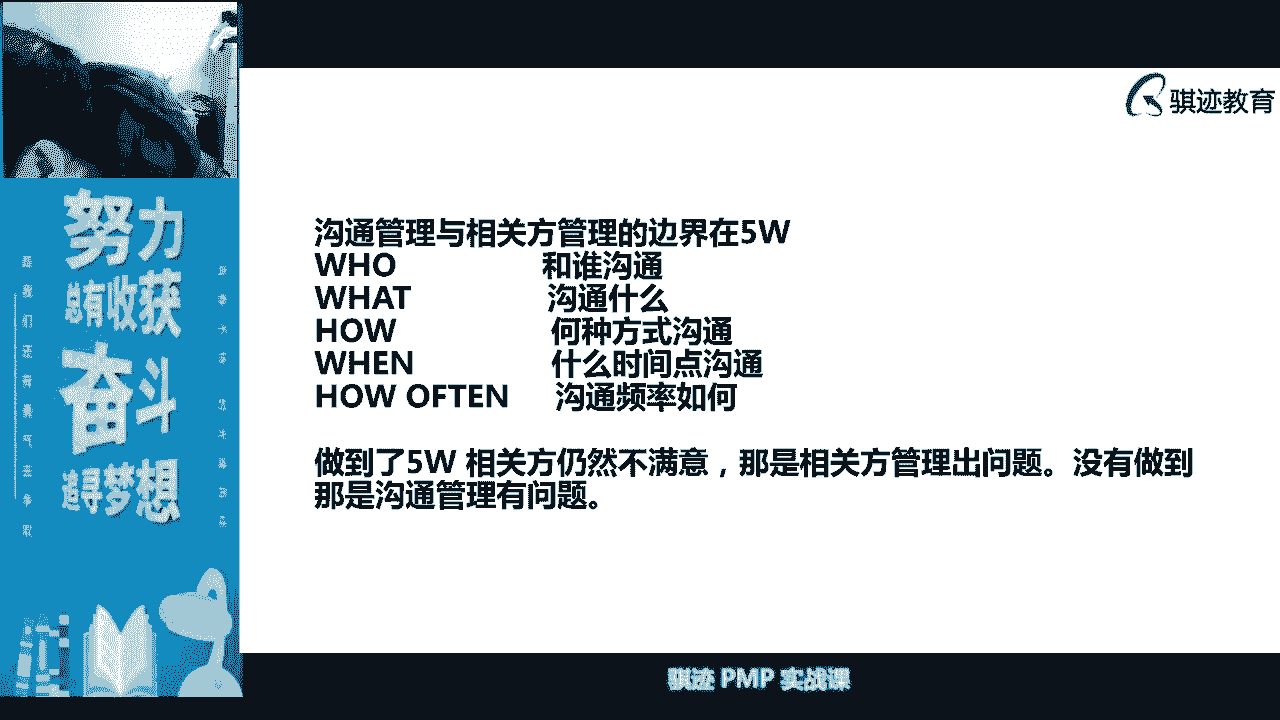 骐迹教育
努力
总有收获
奋斗
追寻梦想
沟通管理与相关方管理的边界在5W
WHO 和谁沟通
WHAT 沟通什么
HOW 何种方式沟通
WHEN 什么时间点沟通
HOW OFTEN 沟通频率如何
做到了5W 相关方仍然不满意，那是相关方管理出问题。没有做到
那是沟通管理有问题。
骐迹 PMP 实战课